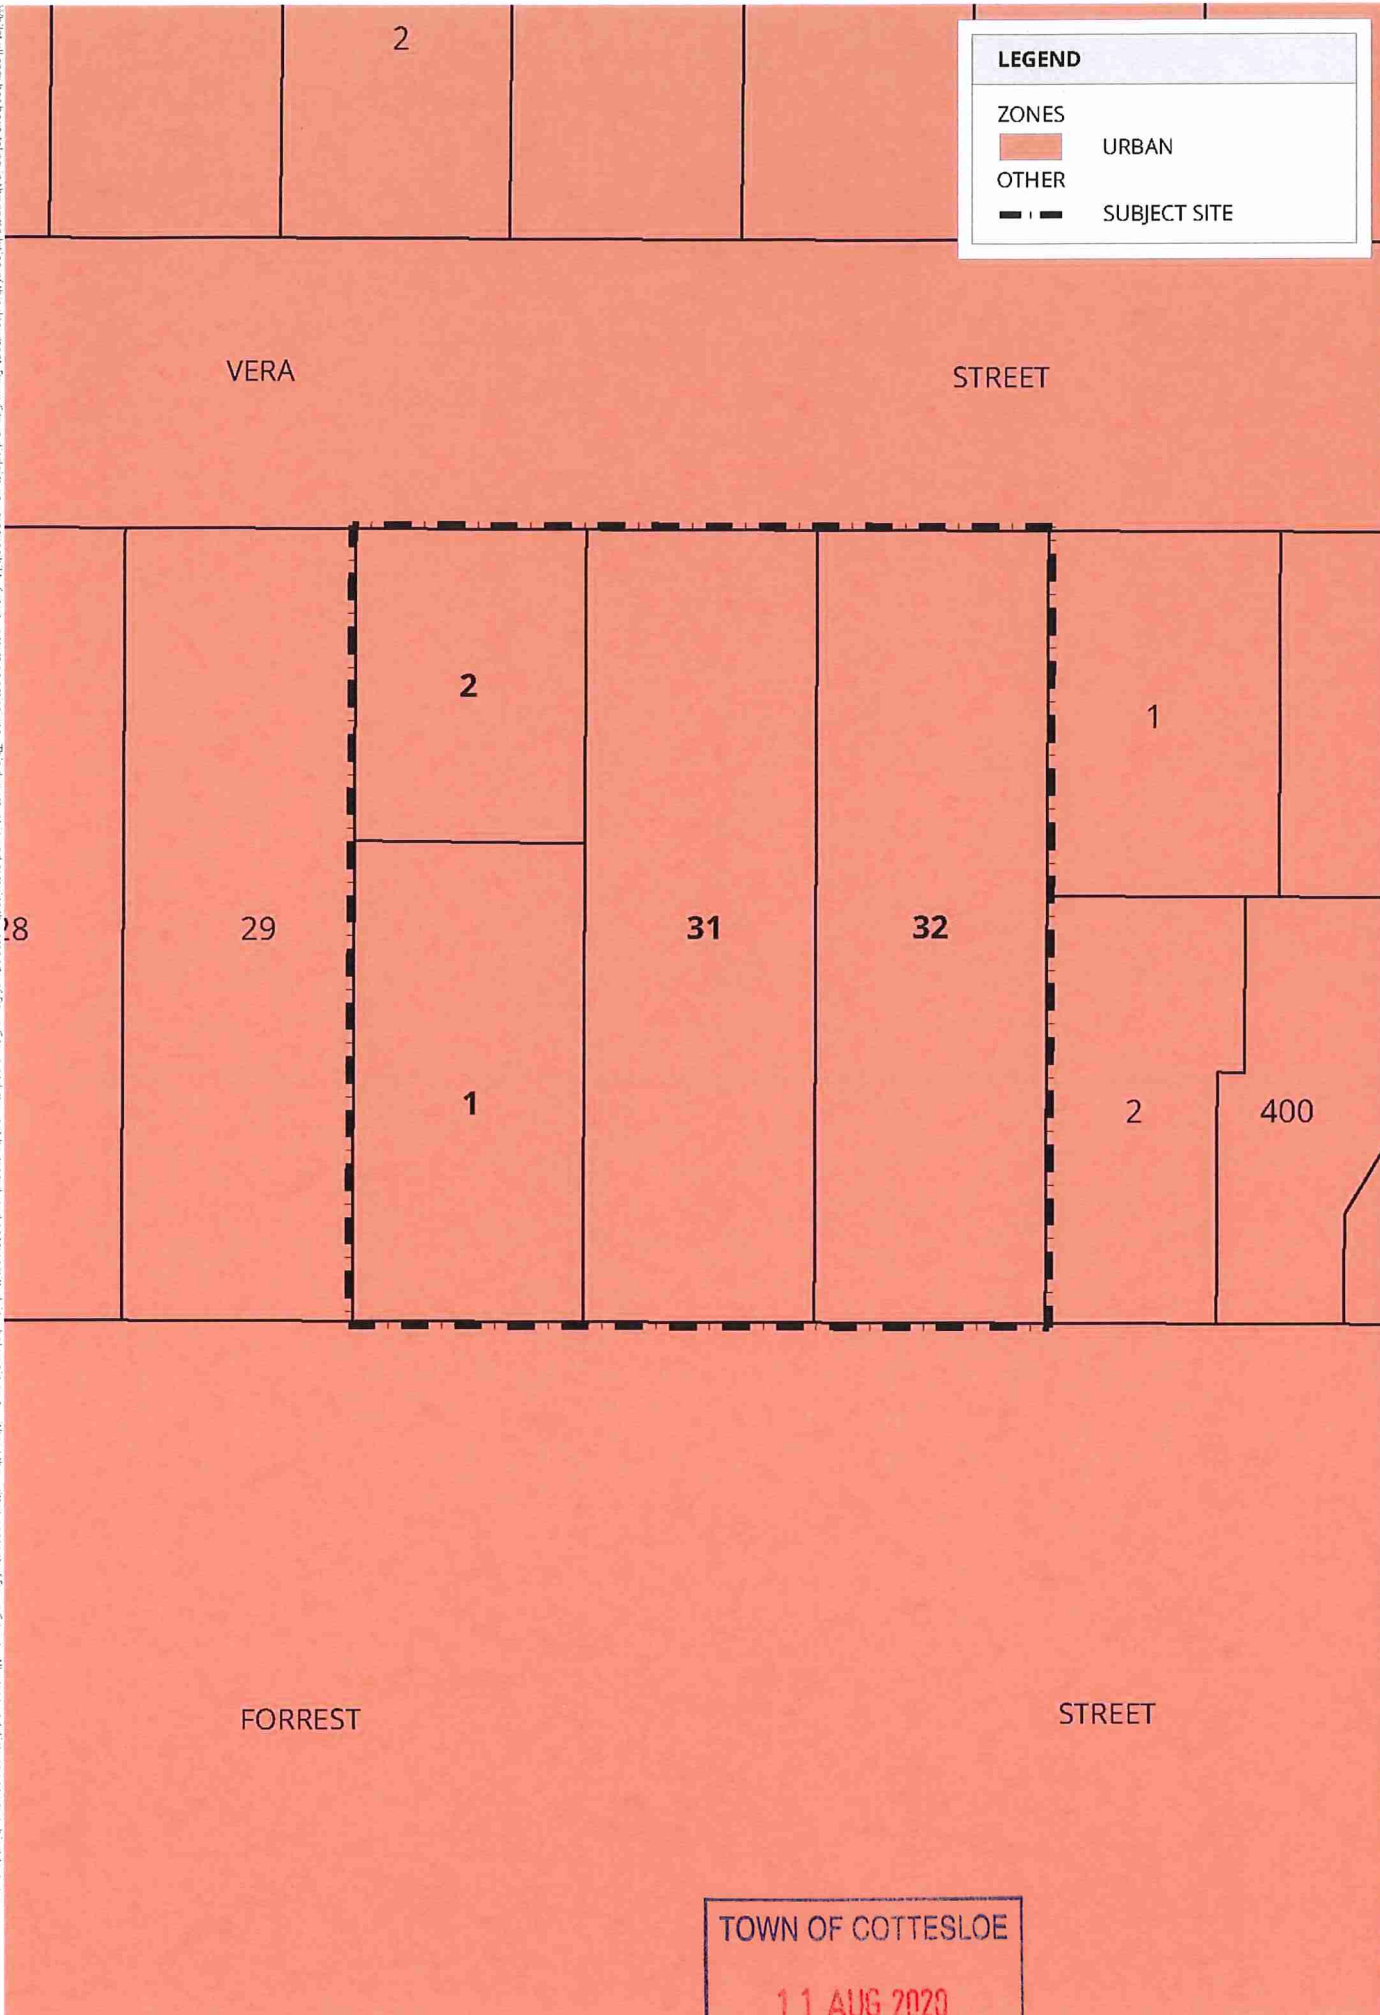 2
LEGEND
ZONES
URBAN
OTHER
SUBJECT SITE
VERA STREET
2
1
28
29
31
32
1
2
400
FORREST STREET
TOWN OF COTTESLOE
11 AUG 2020